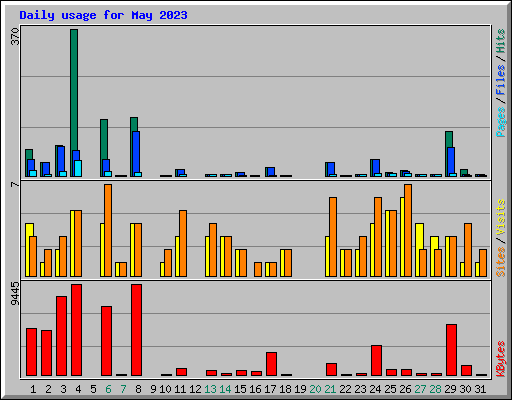 Daily usage for May 2023
370
Pages / Files / Hits
7
Sites / Visits
9445
KBytes
1 2 3 4 5 6 7 8 9 10 11 12 13 14 15 16 17 18 19 20 21 22 23 24 25 26 27 28 29 30 31